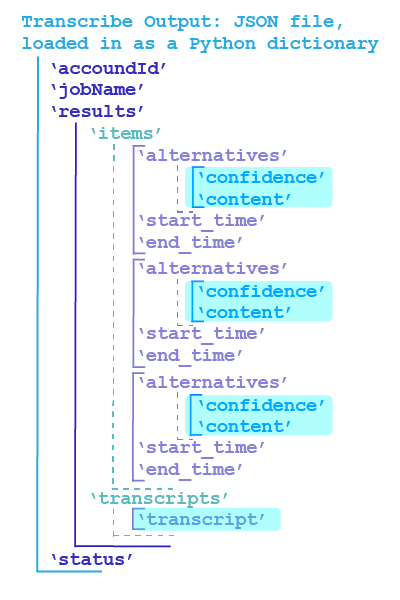 Transcribe Output: JSON file,
loaded in as a Python dictionary
‘accoundId’
‘jobName’
‘results’
‘items’
‘alternatives’
‘confidence’
‘content’
‘start_time’
‘end_time’
‘alternatives’
‘confidence’
‘content’
‘start_time’
‘end_time’
‘alternatives’
‘confidence’
‘content’
‘start_time’
‘end_time’
‘transcripts’
‘transcript’
‘status’